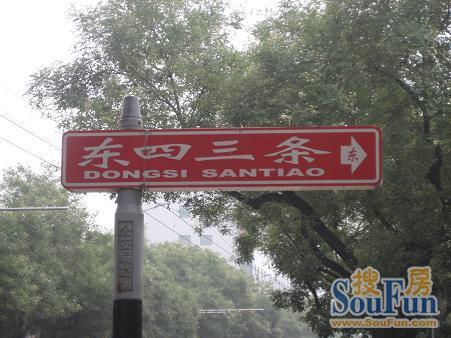 东四三条 东
DONGSI SANTIAO
搜房
SouFun
www.SouFun.com